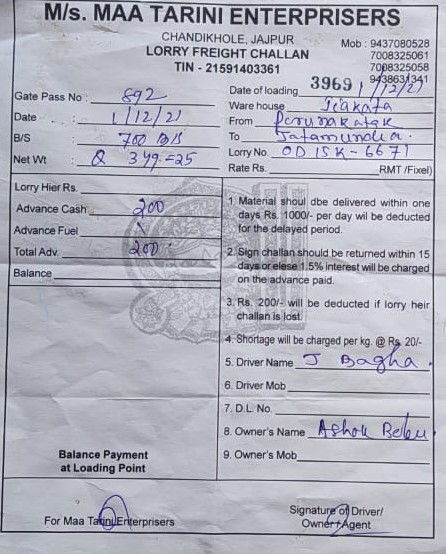 M/s. MAA TARINI ENTERPRISERS
CHANDIKHOLE, JAJPUR
LORRY FREIGHT CHALLAN
TIN - 21591403361
Mob : 9437080528
7008325061
7008325058
9438631341
Gate Pass No : 892
Date : 1/12/21
B/S 700 B/S
Net Wt Q 349=25
Date of loading 3969 1/12/21
Ware house
From
To Jatamundia.
Lorry No. OD 15K-6671
Rate Rs. RMT /Fixel)
Lorry Hier Rs.
Advance Cash 200
Advance Fuel
Total Adv. 200
Balance
1. Material shoul dbe delivered within one
days Rs. 1000/- per day wil be deducted
for the delayed period.
2. Sign challan should be returned within 15
days or elese 1.5% interest will be charged
on the advance paid.
3. Rs. 200/- will be deducted if lorry heir
challan is lost.
4. Shortage will be charged per kg. @ Rs. 20/-
5. Driver Name J Bagha.
6. Driver Mob
7. D.L. No.
8. Owner's Name Ashok
9. Owner's Mob
Balance Payment
at Loading Point
For Maa Tarini Enterprisers
Signature of Driver/
Owner+Agent